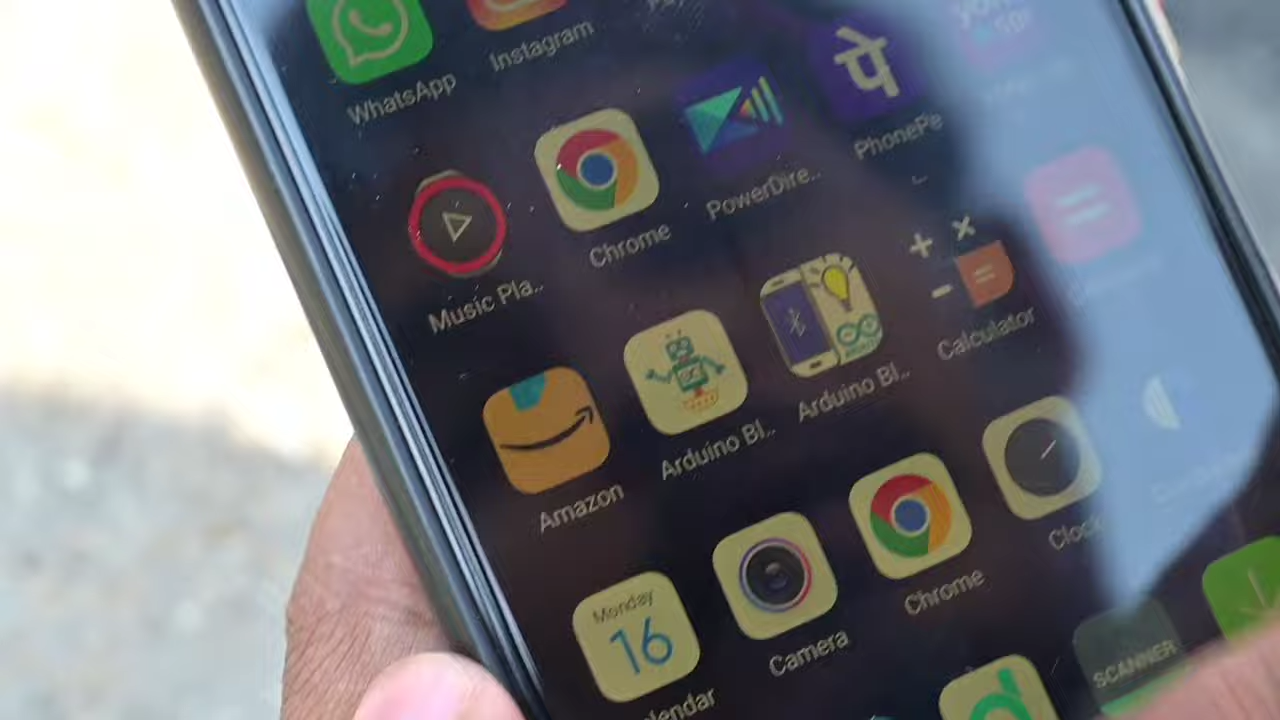 WhatsApp
Instagram
Music Pla..
Chrome
PowerDire..
पे
PhonePe
Amazon
Arduino Bl..
Arduino Bl..
Calculator
Monday
16
Camera
Chrome
Clock
SCANNER